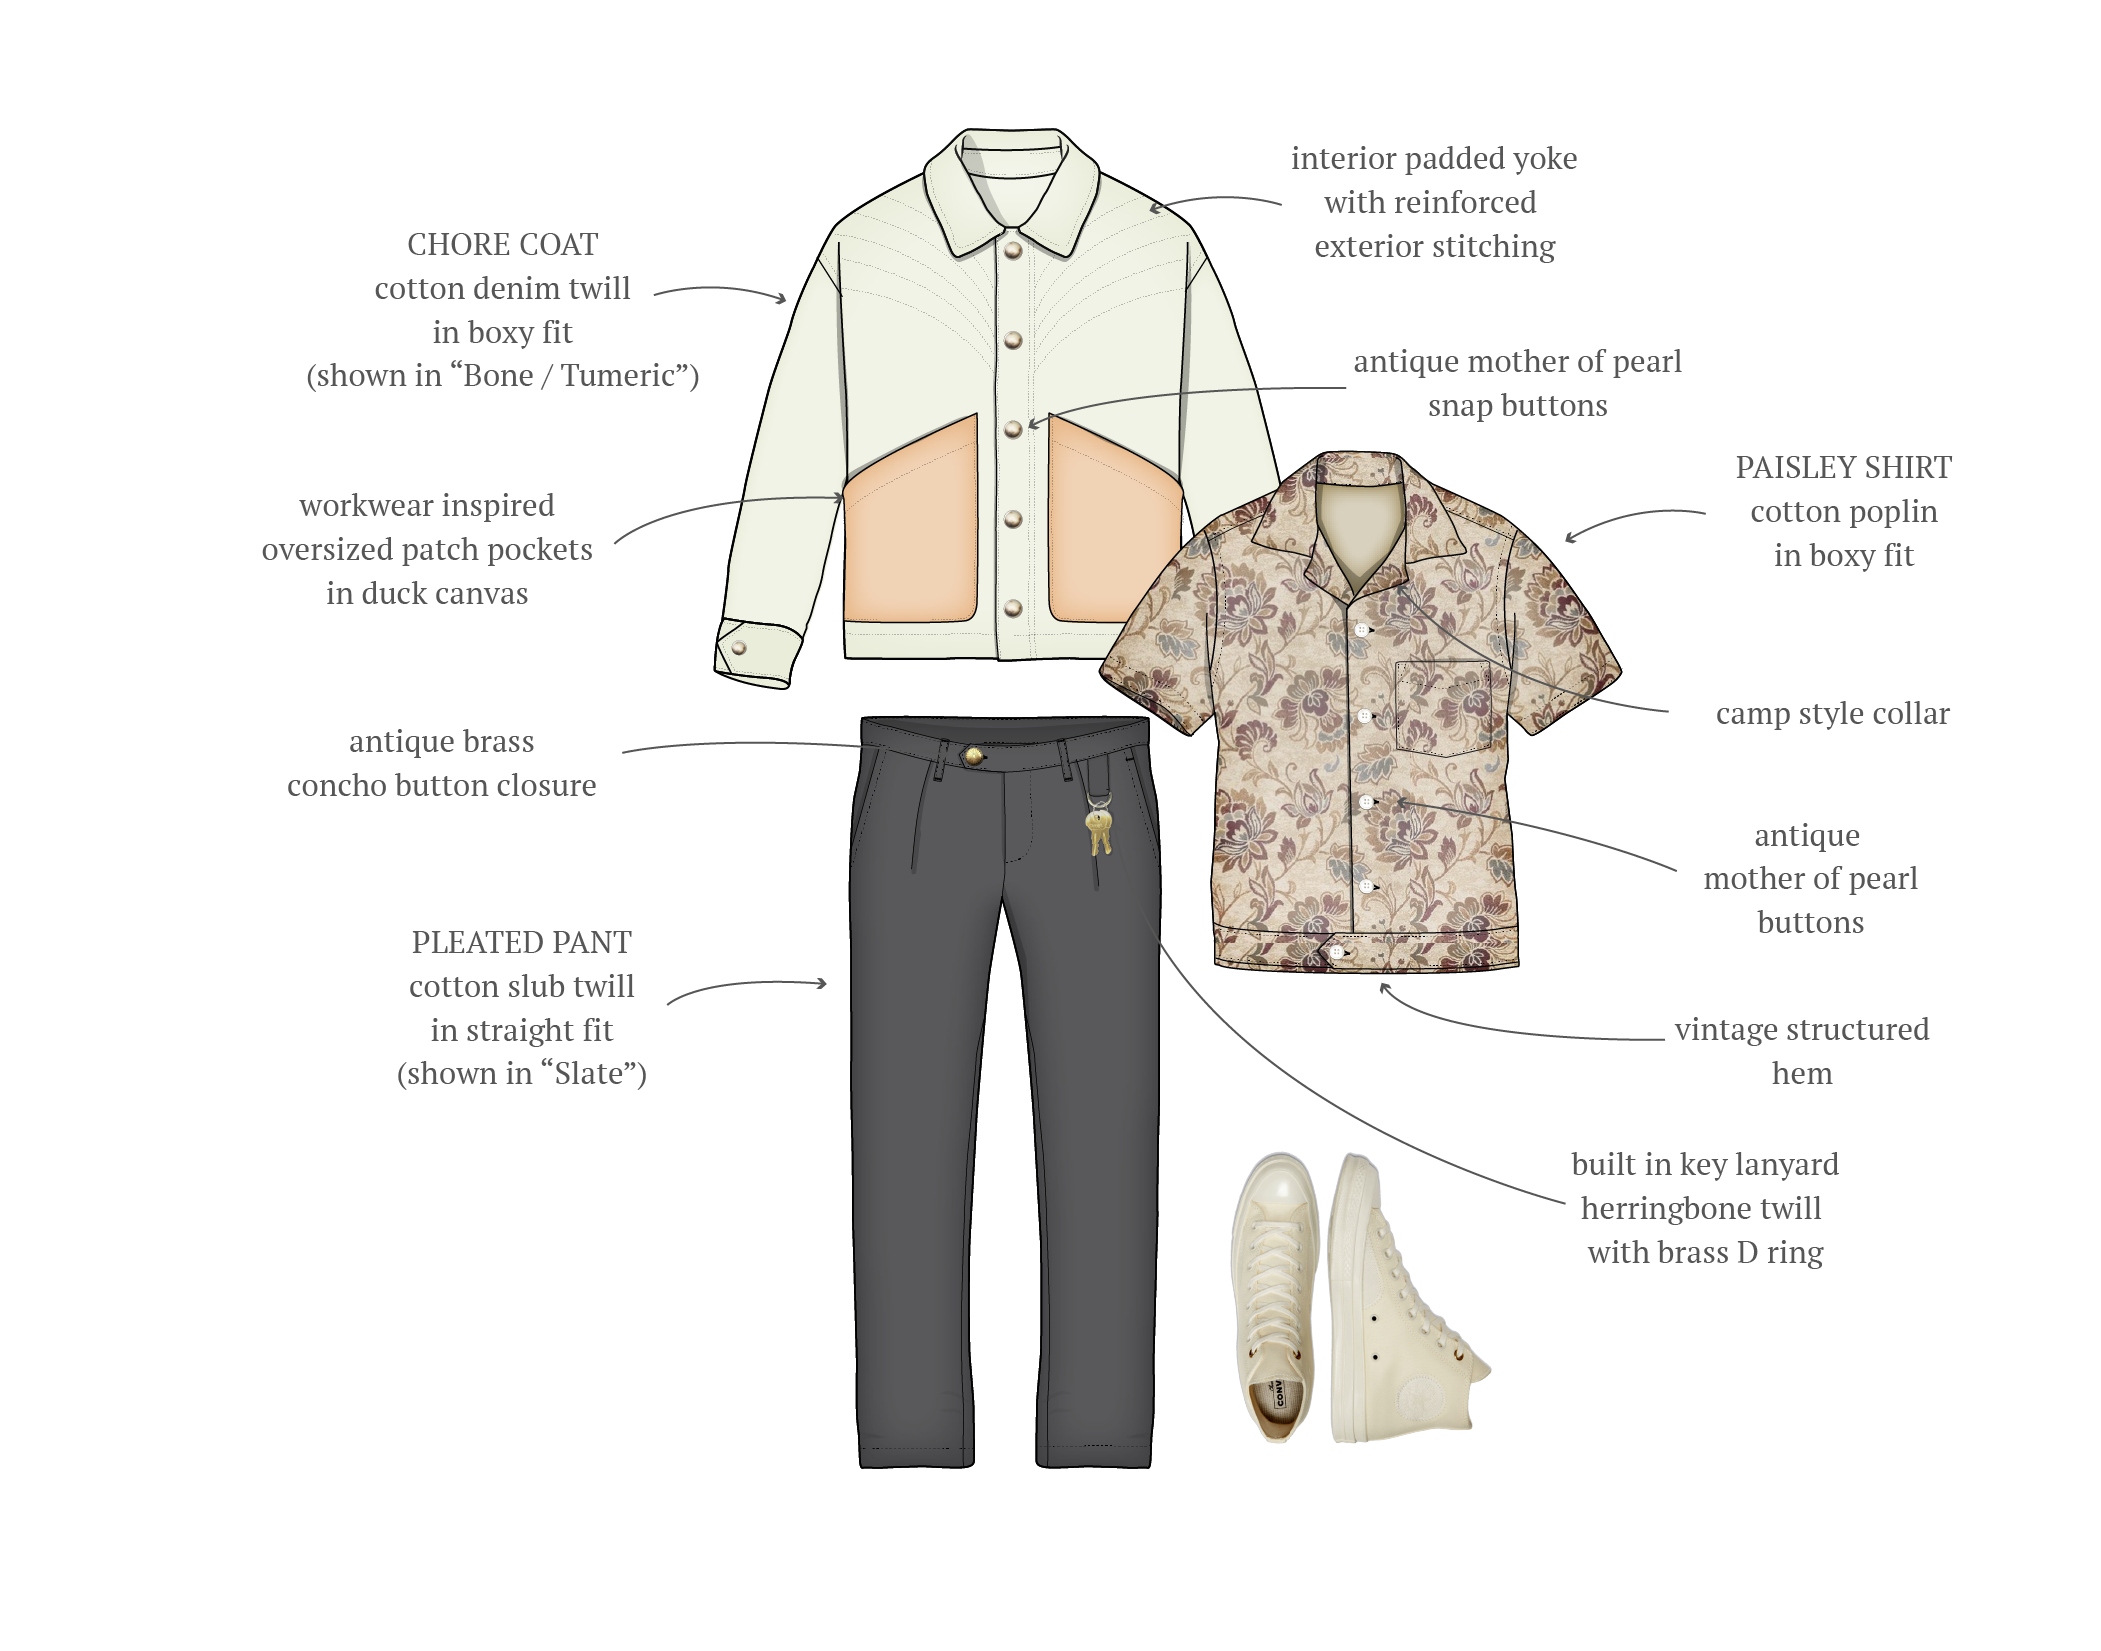 CHORE COAT
cotton denim twill
in boxy fit
(shown in “Bone / Tumeric”)
interior padded yoke
with reinforced
exterior stitching
antique mother of pearl
snap buttons
workwear inspired
oversized patch pockets
in duck canvas
PAISLEY SHIRT
cotton poplin
in boxy fit
camp style collar
antique brass
concho button closure
antique
mother of pearl
buttons
PLEATED PANT
cotton slub twill
in straight fit
(shown in “Slate”)
vintage structured
hem
built in key lanyard
herringbone twill
with brass D ring
CONV